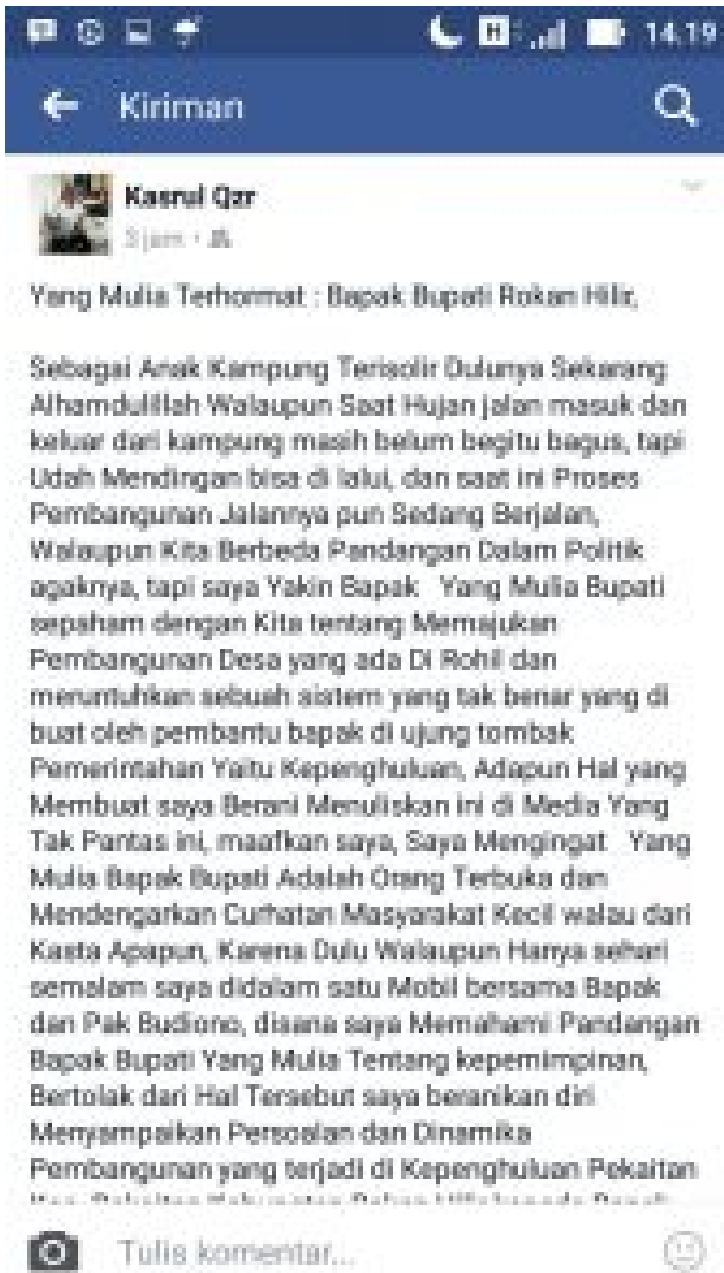 14.19
Kiriman
Kasrul Qzr
3 jam
Yang Mulia Terhormat : Bapak Bupati Rokan Hilir,
Sebagai Anak Kampung Terisolir Dulunya Sekarang
Alhamdulillah Walaupun Saat Hujan jalan masuk dan
keluar dari kampung masih belum begitu bagus, tapi
Udah Mendingan bisa di lalui, dan saat ini Proses
Pembangunan Jalannya pun Sedang Berjalan,
Walaupun Kita Berbeda Pandangan Dalam Politik
agaknya, tapi saya Yakin Bapak Yang Mulia Bupati
sepaham dengan Kita tentang Memajukan
Pembangunan Desa yang ada Di Rohil dan
meruntuhkan sebuah sistem yang tak benar yang di
buat oleh pembantu bapak di ujung tombak
Pemerintahan Yaitu Kepenghuluan, Adapun Hal yang
Membuat saya Berani Menuliskan ini di Media Yang
Tak Pantas ini, maafkan saya, Saya Mengingat Yang
Mulia Bapak Bupati Adalah Orang Terbuka dan
Mendengarkan Curhatan Masyarakat Kecil walau dari
Kasta Apapun, Karena Dulu Walaupun Hanya sehari
semalam saya didalam satu Mobil bersama Bapak
dan Pak Budiono, disana saya Memahami Pandangan
Bapak Bupati Yang Mulia Tentang kepemimpinan,
Bertolak dari Hal Tersebut saya beranikan diri
Menyampaikan Persoalan dan Dinamika
Pembangunan yang terjadi di Kepenghuluan Pekaitan
Tulis komentar...